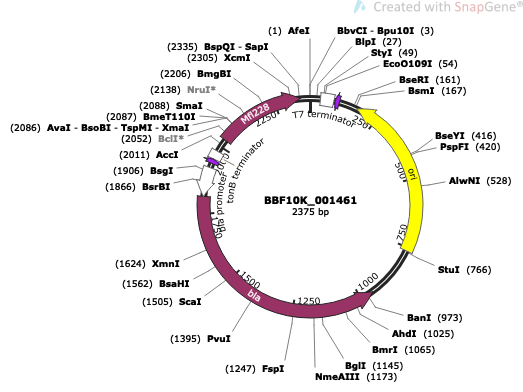 Created with SnapGene®
(1) AfeI
BbvCI - Bpu10I (3)
BlpI (27)
StyI (49)
EcoO109I (54)
BseRI (161)
BsmI (167)
BseYI (416)
PspFI (420)
AlwNI (528)
StuI (766)
BanI (973)
AhdI (1025)
BmrI (1065)
BglI (1145)
NmeAIII (1173)
(1247) FspI
(1395) PvuI
(1505) ScaI
(1562) BsaHI
(1624) XmnI
(1866) BsrBI
(1906) BsgI
(2011) AccI
(2052) BclI*
(2086) AvaI - BsoBI - TspMI - XmaI
(2087) BmeT110I
(2088) SmaI
(2138) NruI*
(2206) BmgBI
(2305) XcmI
(2335) BspQI - SapI
Mfl228
T7 terminator
tonB terminator
bla promoter
bla
ori
250
500
750
1000
1250
1500
1750
2000
2250
BBF10K_001461
2375 bp